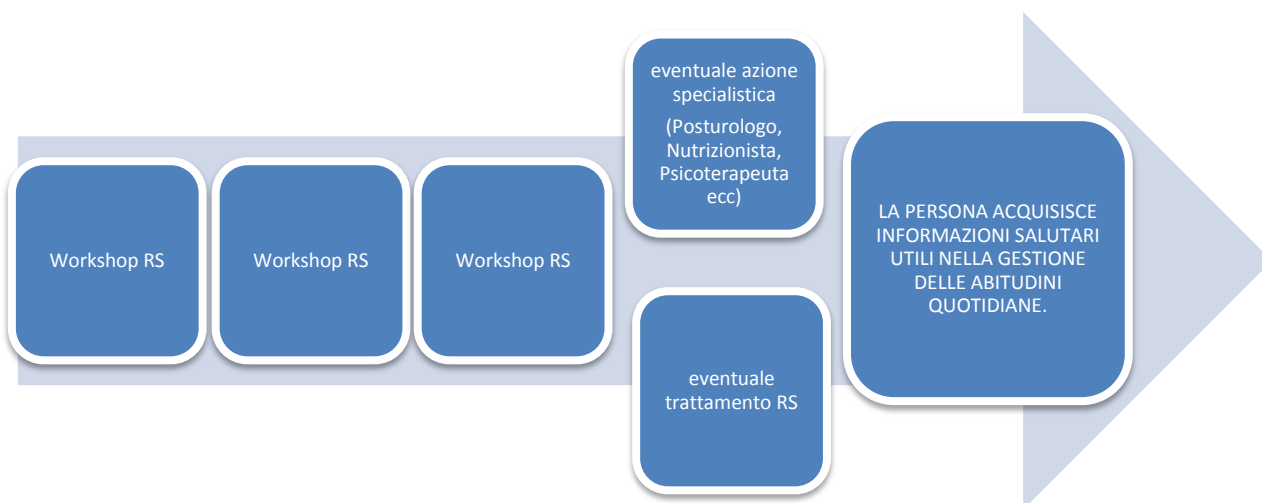 Workshop RS
Workshop RS
Workshop RS
eventuale azione
specialistica
(Posturologo,
Nutrizionista,
Psicoterapeuta
ecc)
eventuale
trattamento RS
LA PERSONA ACQUISISCE
INFORMAZIONI SALUTARI
UTILI NELLA GESTIONE
DELLE ABITUDINI
QUOTIDIANE.